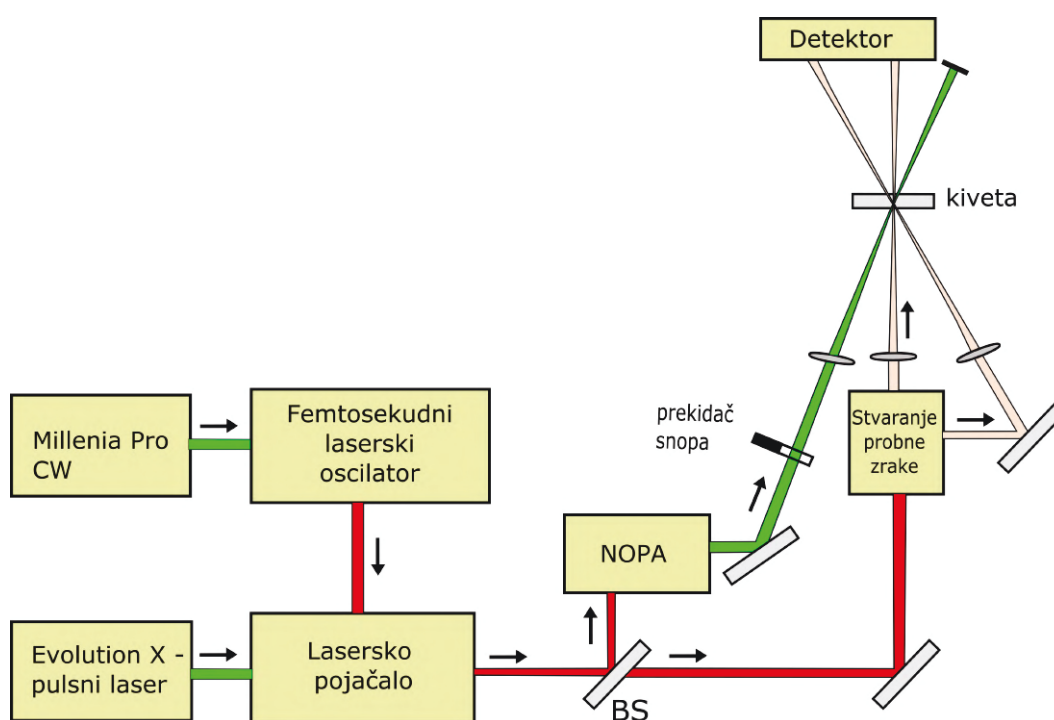 Detektor
kiveta
Millenia Pro
CW
Femtosekudni
laserski
oscilator
prekidač
snopa
Stvaranje
probne
zrake
NOPA
Evolution X -
pulsni laser
Lasersko
pojačalo
BS